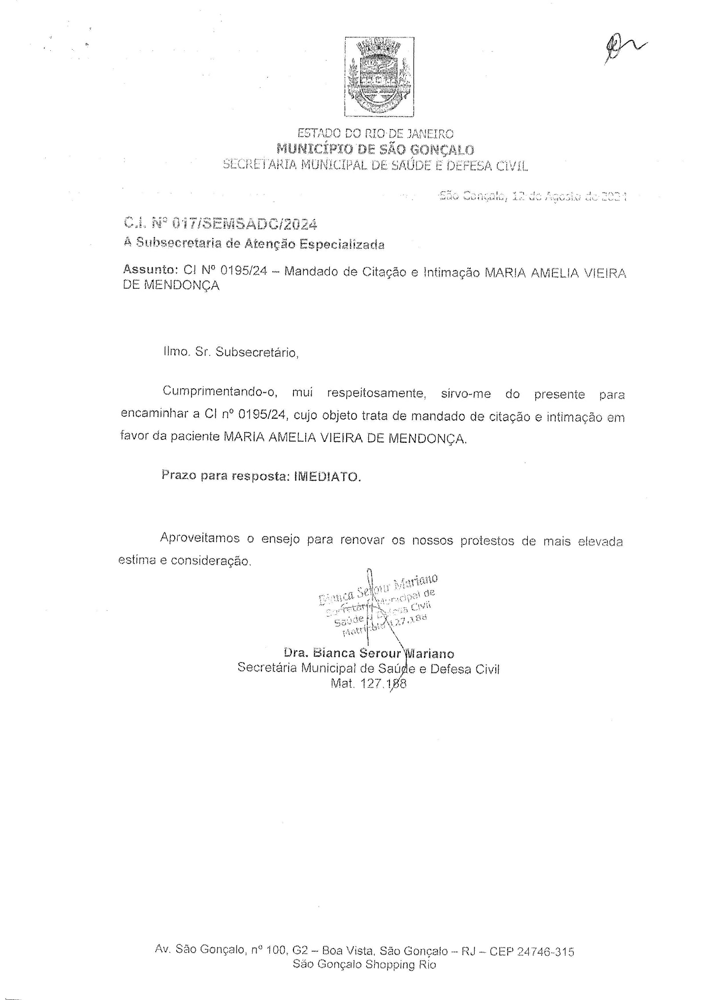 ESTADO DO RIO DE JANEIRO
MUNICÍPIO DE SÃO GONÇALO
SECRETARIA MUNICIPAL DE SAÚDE E DEFESA CIVIL
São Gonçalo, 12 de Agosto de 2024
C.I. Nº 017/SEMSADC/2024
A Subsecretaria de Atenção Especializada
Assunto: CI Nº 0195/24 – Mandado de Citação e Intimação MARIA AMELIA VIEIRA
DE MENDONÇA
Ilmo. Sr. Subsecretário,
Cumprimentando-o, mui respeitosamente, sirvo-me do presente para
encaminhar a CI nº 0195/24, cujo objeto trata de mandado de citação e intimação em
favor da paciente MARIA AMELIA VIEIRA DE MENDONÇA.
Prazo para resposta: IMEDIATO.
Aproveitamos o ensejo para renovar os nossos protestos de mais elevada
estima e consideração.
Bianca Serour Mariano
Secretária Municipal de
Saúde e Defesa Civil
Matrícula 127.188
Dra. Bianca Serour Mariano
Secretária Municipal de Saúde e Defesa Civil
Mat. 127.188
Av. São Gonçalo, nº 100, G2 – Boa Vista, São Gonçalo – RJ – CEP 24746-315
São Gonçalo Shopping Rio